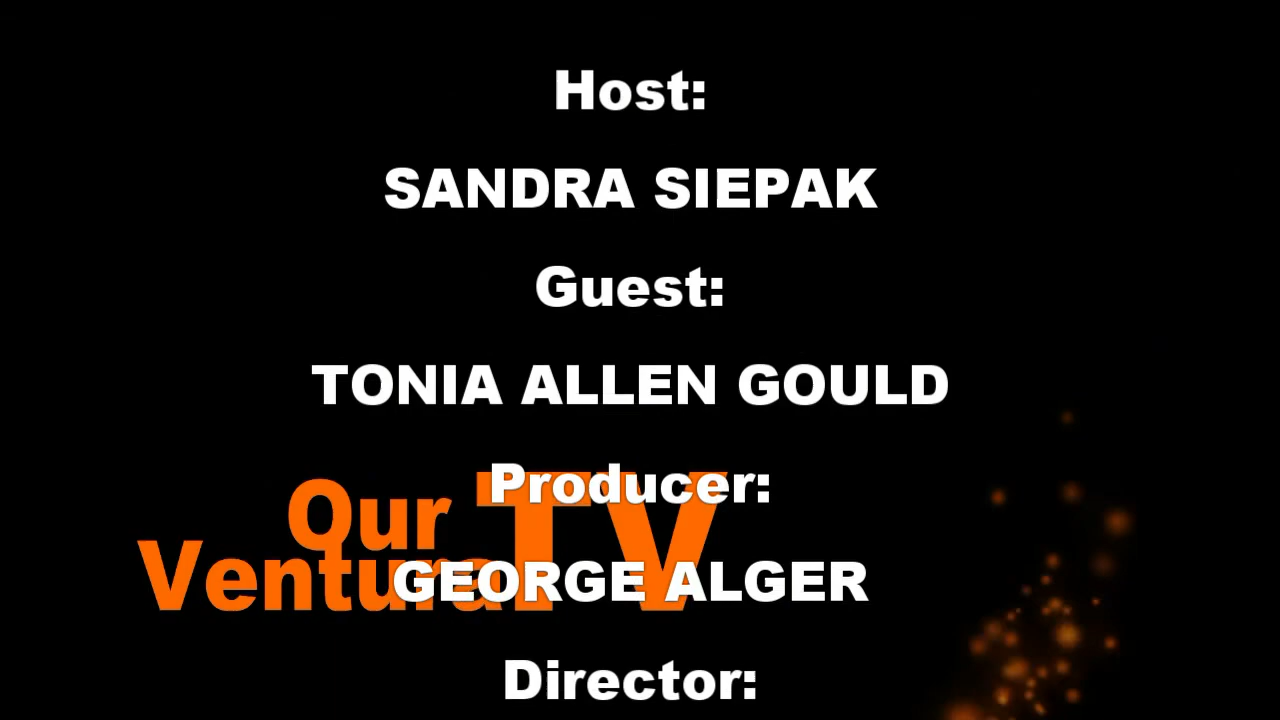 Host:
SANDRA SIEPAK
Guest:
TONIA ALLEN GOULD
Producer:
Our
Ventura TV
GEORGE ALGER
Director: